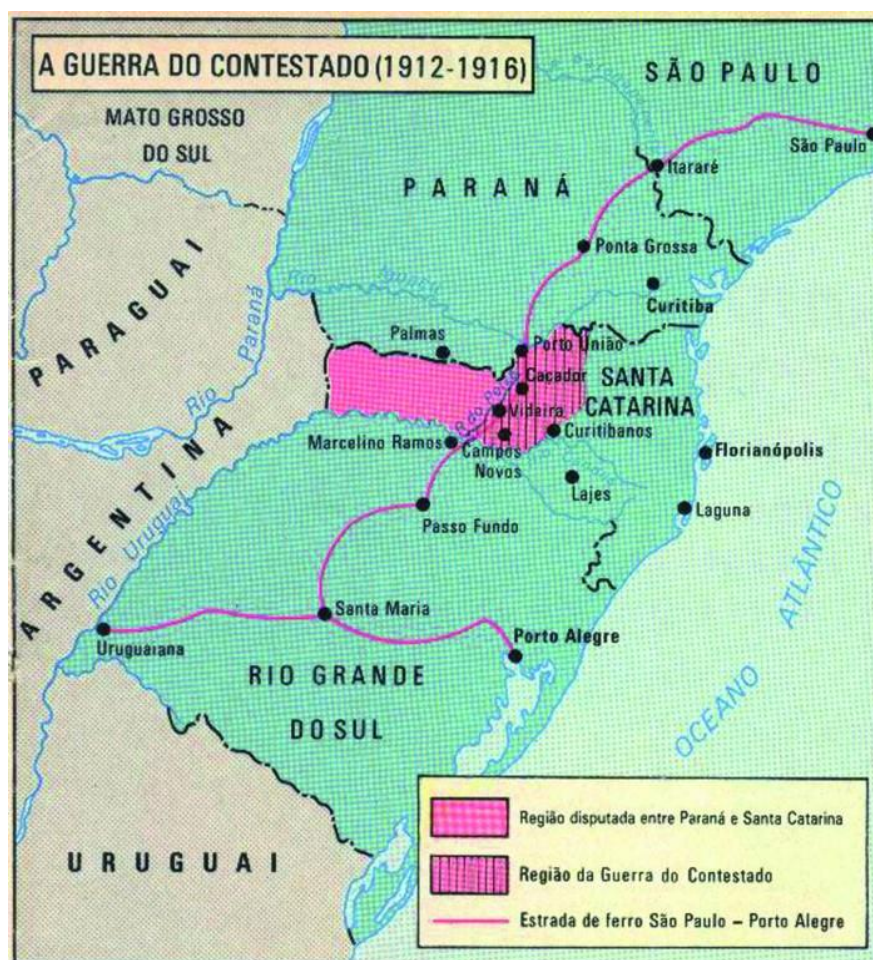 A GUERRA DO CONTESTADO (1912-1916)
SÃO PAULO
MATO GROSSO
DO SUL
São Paulo
Itararé
PARANÁ
Ponta Grossa
PARAGUAI
Rio Paraná
Rio
Curitiba
Palmas
Porto União
Caçador
SANTA
CATARINA
R. do Peixe
Videira
Curitibanos
Marcelino Ramos
Campos
Novos
Florianópolis
Lajes
Laguna
Passo Fundo
ARGENTINA
Rio Uruguai
OCEANO ATLÂNTICO
Santa Maria
Uruguaiana
Porto Alegre
RIO GRANDE
DO SUL
URUGUAI
Região disputada entre Paraná e Santa Catarina
Região da Guerra do Contestado
Estrada de ferro São Paulo – Porto Alegre